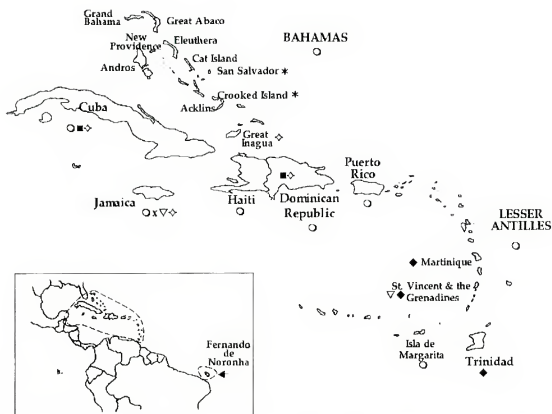 Grand
Bahama
Great Abaco
New
Providence
Eleuthera
BAHAMAS
Andros
Cat Island
San Salvador *
Crooked Island *
Acklins
Cuba
Great
Inagua
Puerto
Rico
Jamaica
x
Haiti
Dominican
Republic
LESSER
ANTILLES
Martinique
St. Vincent & the
Grenadines
Isla de
Margarita
Trinidad
Fernando
de
Noronha